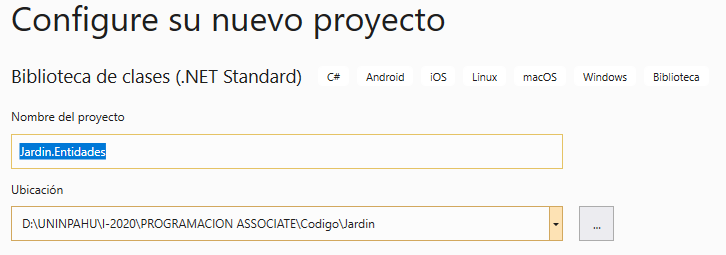 Configure su nuevo proyecto
Biblioteca de clases (.NET Standard) C# Android iOS Linux macOS Windows Biblioteca
Nombre del proyecto
Jardin.Entidades
Ubicación
D:\UNINPAHU\I-2020\PROGRAMACION ASSOCIATE\Codigo\Jardin ...